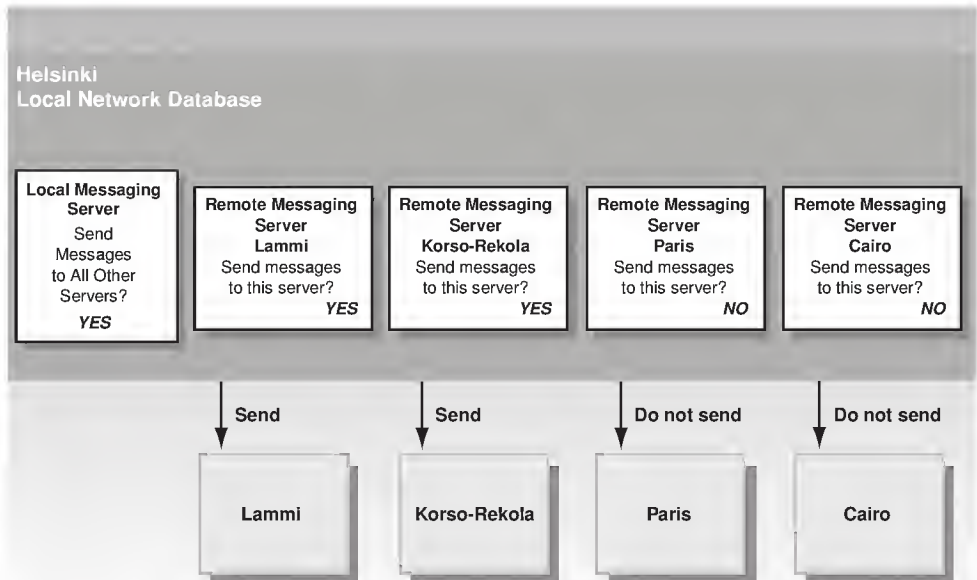 Helsinki
Local Network Database
Local Messaging
Server
Send
Messages
to All Other
Servers?
YES
Remote Messaging
Server
Lammi
Send messages
to this server?
YES
Remote Messaging
Server
Korso-Rekola
Send messages
to this server?
YES
Remote Messaging
Server
Paris
Send messages
to this server?
NO
Remote Messaging
Server
Cairo
Send messages
to this server?
NO
Send
Send
Do not send
Do not send
Lammi
Korso-Rekola
Paris
Cairo